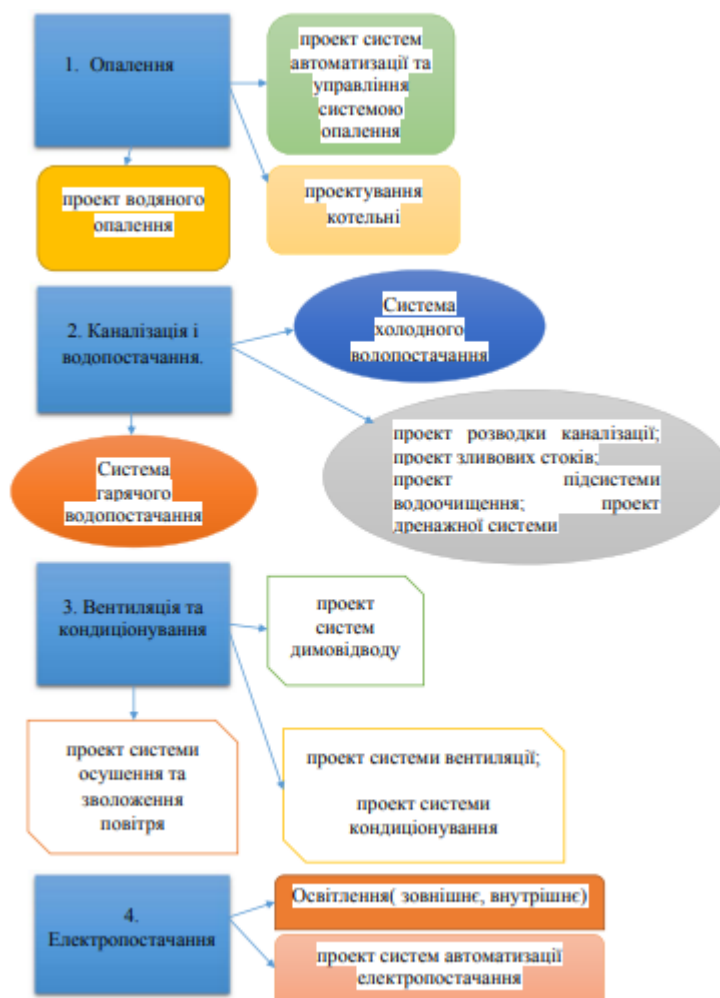 1. Опалення
проект систем
автоматизації та
управління
системою
опалення
проект водяного
опалення
проектування
котельні
2. Каналізація і
водопостачання.
Система
холодного
водопостачання
Система
гарячого
водопостачання
проект розводки каналізації;
проект зливових стоків;
проект підсистеми
водоочищення; проект
дренажної системи
3. Вентиляція та
кондиціонування
проект
систем
димовідводу
проект системи
осушення та
зволоження
повітря
проект системи вентиляції;
проект системи
кондиціонування
4.
Електропостачання
Освітлення( зовнішнє, внутрішнє)
проект систем автоматизації
електропостачання